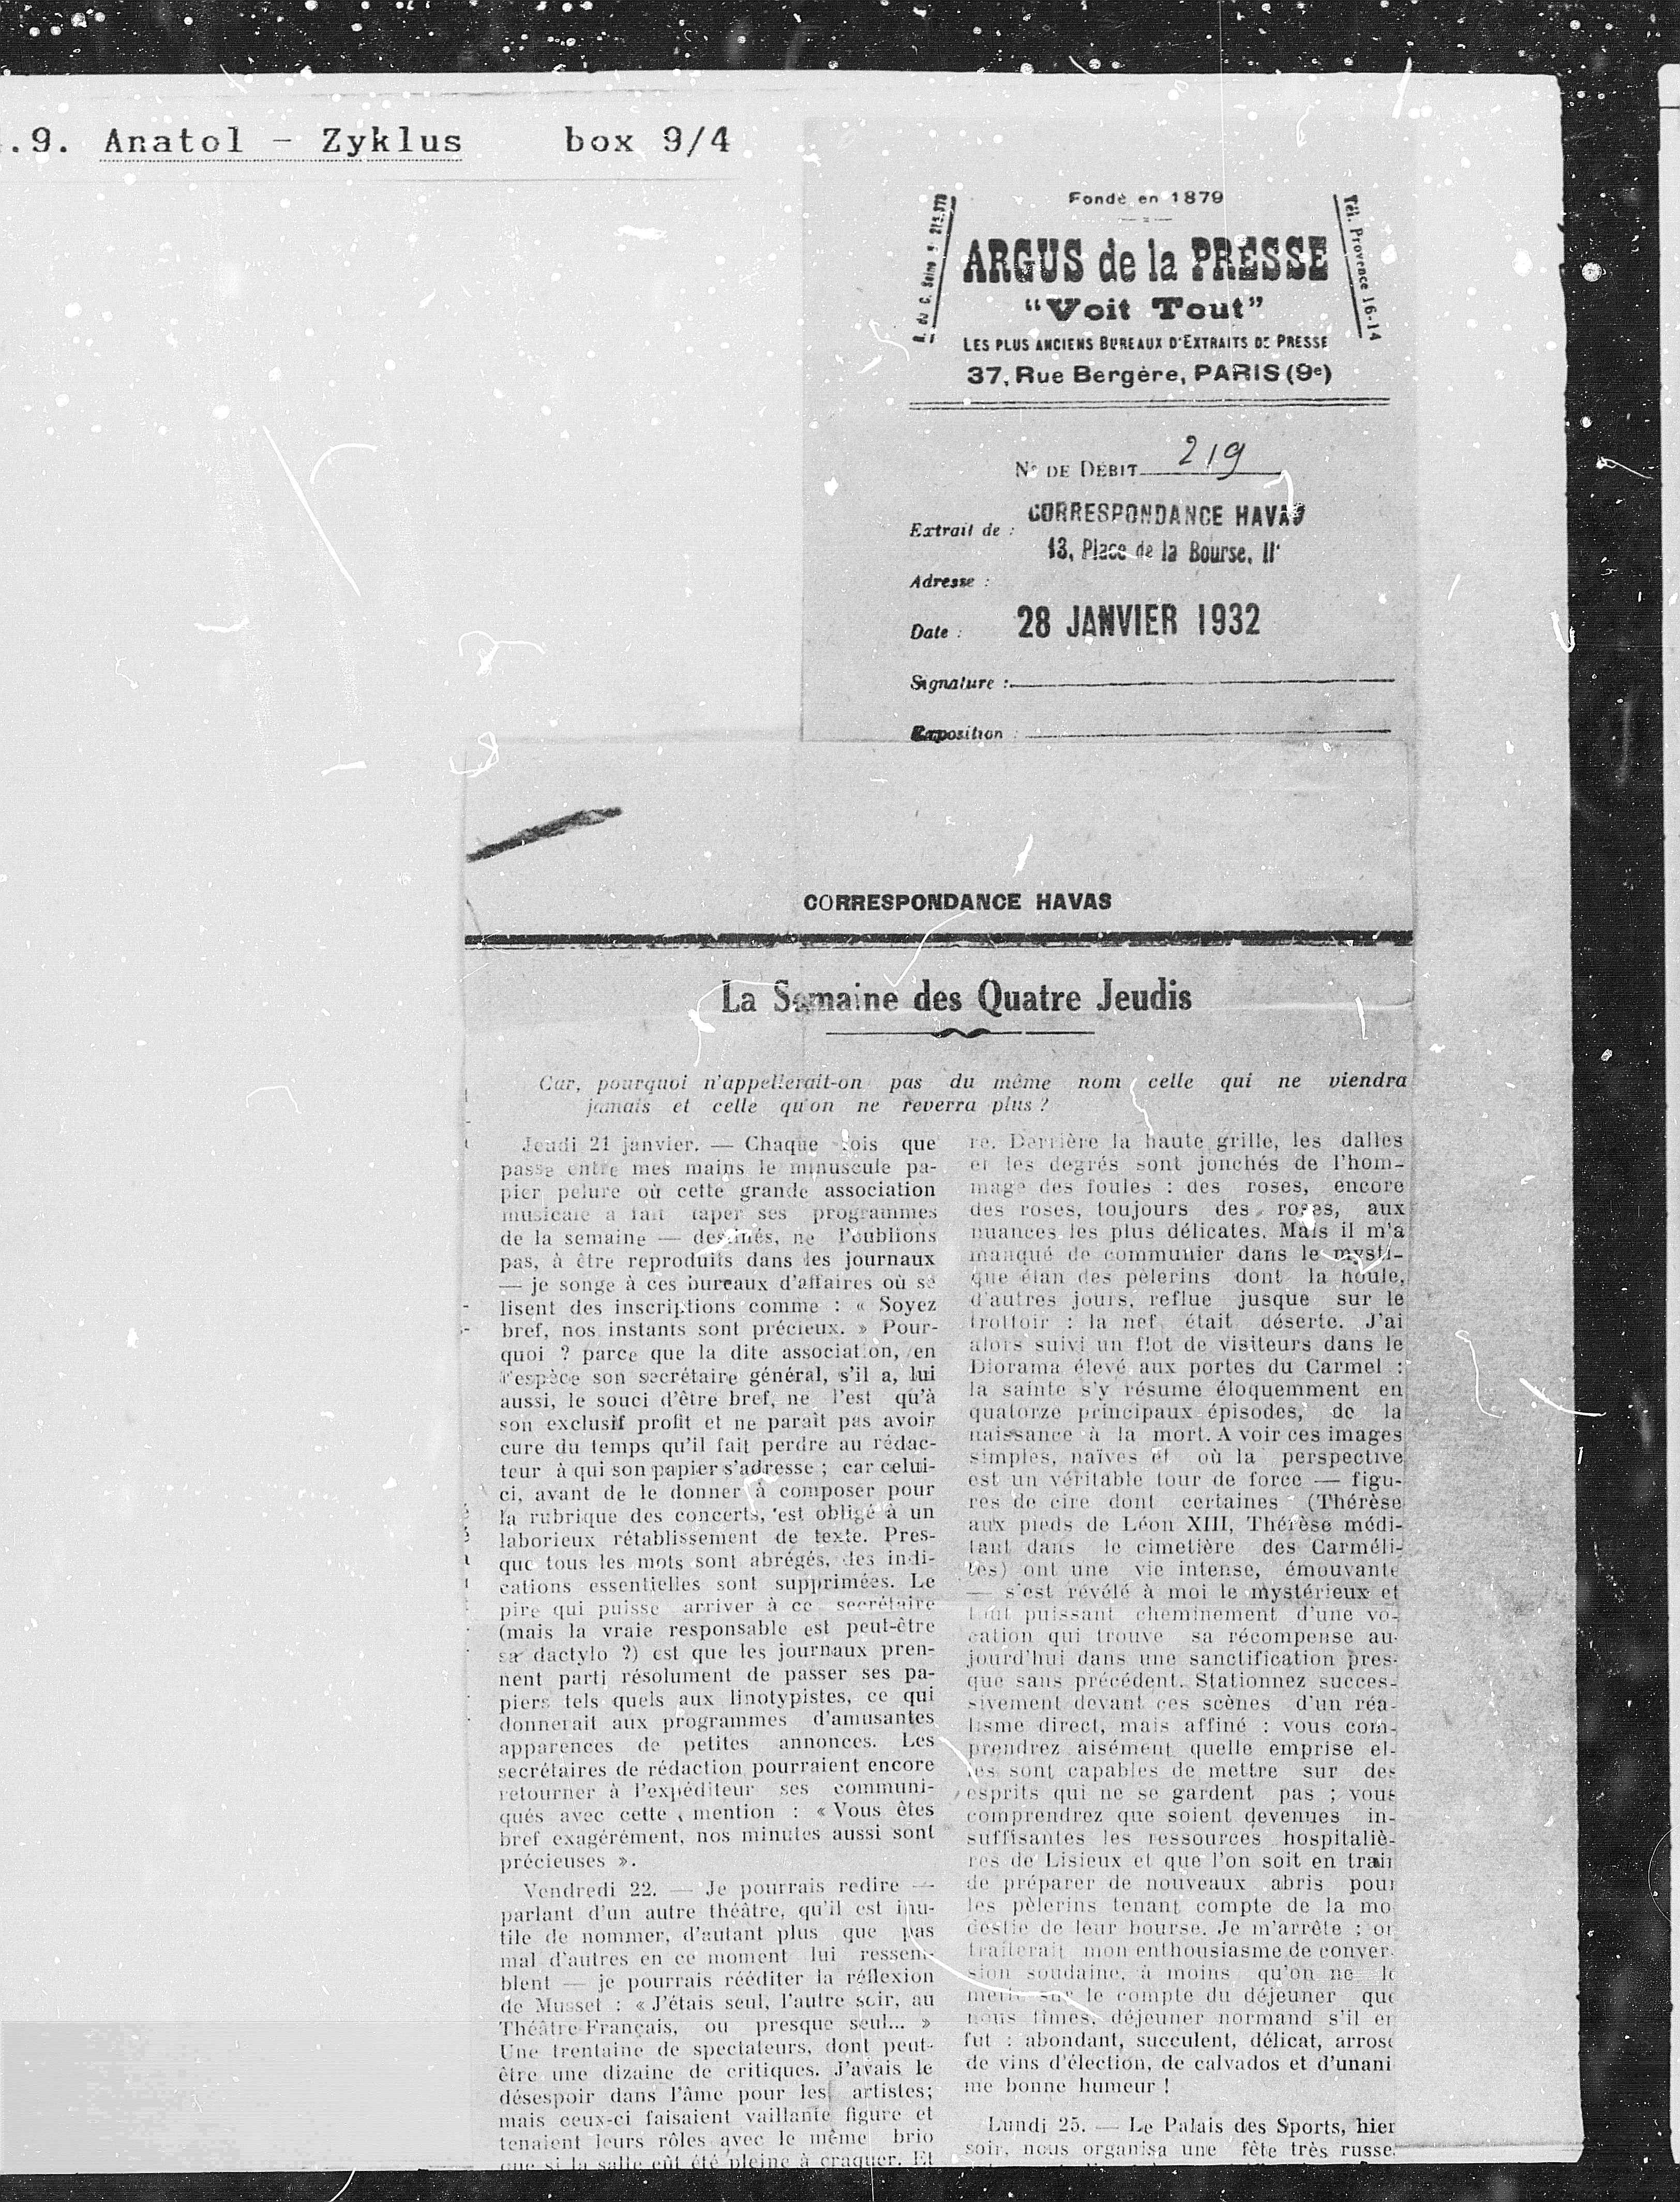 .9. Anatol - Zyklus box 9/4
Fondé en 1879
ARGUS de la PRESSE
"Voit Tout"
LES PLUS ANCIENS BUREAUX D'EXTRAITS DE PRESSE
37, Rue Bergère, PARIS (9e)
Tél. Provence 16-14
N° DE DÉBIT 219
Extrait de : CORRESPONDANCE HAVAS
13, Place de la Bourse, II'
Adresse :
Date : 28 JANVIER 1932
Signature :
Exposition :
CORRESPONDANCE HAVAS
La Semaine des Quatre Jeudis
Car, pourquoi n'appellerait-on pas du même nom celle qui ne viendra
jamais et celle qu'on ne reverra plus ?
Jeudi 21 janvier. — Chaque fois que
passe entre mes mains le minuscule pa-
pier pelure où cette grande association
musicale a fait taper ses programmes
de la semaine — destinés, ne l'oublions
pas, à être reproduits dans les journaux
— je songe à ces bureaux d'affaires où se
lisent des inscriptions comme : « Soyez
bref, nos instants sont précieux. » Pour-
quoi ? parce que la dite association, en
l'espèce son secrétaire général, s'il a, lui
aussi, le souci d'être bref, ne l'est qu'à
son exclusif profit et ne paraît pas avoir
cure du temps qu'il fait perdre au rédac-
teur à qui son papier s'adresse ; car celui-
ci, avant de le donner à composer pour
la rubrique des concerts, est obligé à un
laborieux rétablissement de texte. Pres-
que tous les mots sont abrégés, des indi-
cations essentielles sont supprimées. Le
pire qui puisse arriver à ce secrétaire
(mais la vraie responsable est peut-être
sa dactylo ?) est que les journaux pren-
nent parti résolument de passer ses pa-
piers tels quels aux linotypistes, ce qui
donnerait aux programmes d'amusantes
apparences de petites annonces. Les
secrétaires de rédaction pourraient encore
retourner à l'expéditeur ses communi-
qués avec cette mention : « Vous êtes
bref exagérément, nos minutes aussi sont
précieuses ».
Vendredi 22. — Je pourrais redire —
parlant d'un autre théâtre, qu'il est inu-
tile de nommer, d'autant plus que pas
mal d'autres en ce moment lui ressem-
blent — je pourrais rééditer la réflexion
de Musset : « J'étais seul, l'autre soir, au
Théâtre-Français, ou presque seul... »
Une trentaine de spectateurs, dont peut-
être une dizaine de critiques. J'avais le
désespoir dans l'âme pour les artistes;
mais ceux-ci faisaient vaillante figure et
tenaient leurs rôles avec le même brio
que si la salle eût été pleine à craquer. Et
re. Derrière la haute grille, les dalles
et les degrés sont jonchés de l'hom-
mage des foules : des roses, encore
des roses, toujours des roses, aux
nuances les plus délicates. Mais il m'a
manqué de communier dans le mysti-
que élan des pèlerins dont la houle,
d'autres jours, reflue jusque sur le
trottoir : la nef était déserte. J'ai
alors suivi un flot de visiteurs dans le
Diorama élevé aux portes du Carmel :
la sainte s'y résume éloquemment en
quatorze principaux épisodes, de la
naissance à la mort. A voir ces images
simples, naïves et où la perspective
est un véritable tour de force — figu-
res de cire dont certaines (Thérèse
aux pieds de Léon XIII, Thérèse médi-
tant dans le cimetière des Carméli-
tes) ont une vie intense, émouvante
— s'est révélé à moi le mystérieux et
tout puissant cheminement d'une vo-
cation qui trouve sa récompense au-
jourd'hui dans une sanctification pres-
que sans précédent. Stationnez succes-
sivement devant ces scènes d'un réa-
lisme direct, mais affiné : vous com-
prendrez aisément quelle emprise el-
les sont capables de mettre sur des
esprits qui ne se gardent pas ; vous
comprendrez que soient devenues in-
suffisantes les ressources hospitaliè-
res de Lisieux et que l'on soit en train
de préparer de nouveaux abris pour
les pèlerins tenant compte de la mo
destie de leur bourse. Je m'arrête ; on
traiterait mon enthousiasme de conver-
sion soudaine, à moins qu'on ne le
mette sur le compte du déjeuner que
nous fîmes, déjeuner normand s'il en
fut : abondant, succulent, délicat, arrosé
de vins d'élection, de calvados et d'unani
me bonne humeur !
Lundi 25. — Le Palais des Sports, hier
soir, nous organisa une fête très russe.